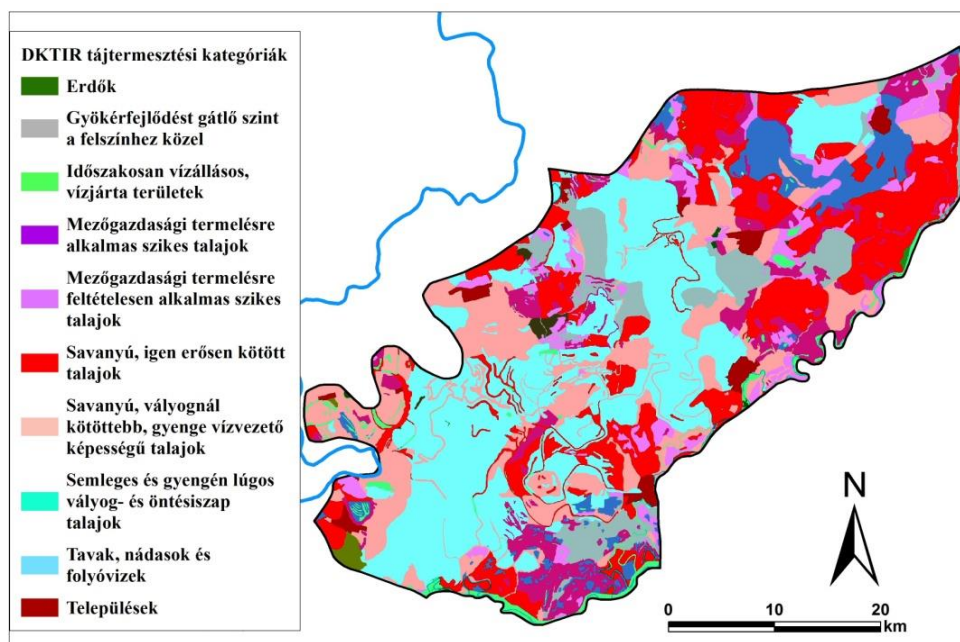 DKTIR tájtermesztési kategóriák
Erdők
Gyökérfejlődést gátló szint
a felszínhez közel
Időszakosan vízállásos,
vízjárta területek
Mezőgazdasági termelésre
alkalmas szikes talajok
Mezőgazdasági termelésre
feltételesen alkalmas szikes
talajok
Savanyú, igen erősen kötött
talajok
Savanyú, vályognál
kötöttebb, gyenge vízvezető
képességű talajok
Semleges és gyengén lúgos
vályog- és öntésiszap
talajok
Tavak, nádasok és
folyóvizek
Települések
N
0 10 20
km